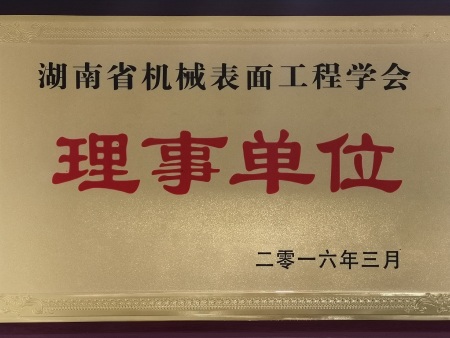 湖南省机械表面工程学会
理事单位
二零一六年三月